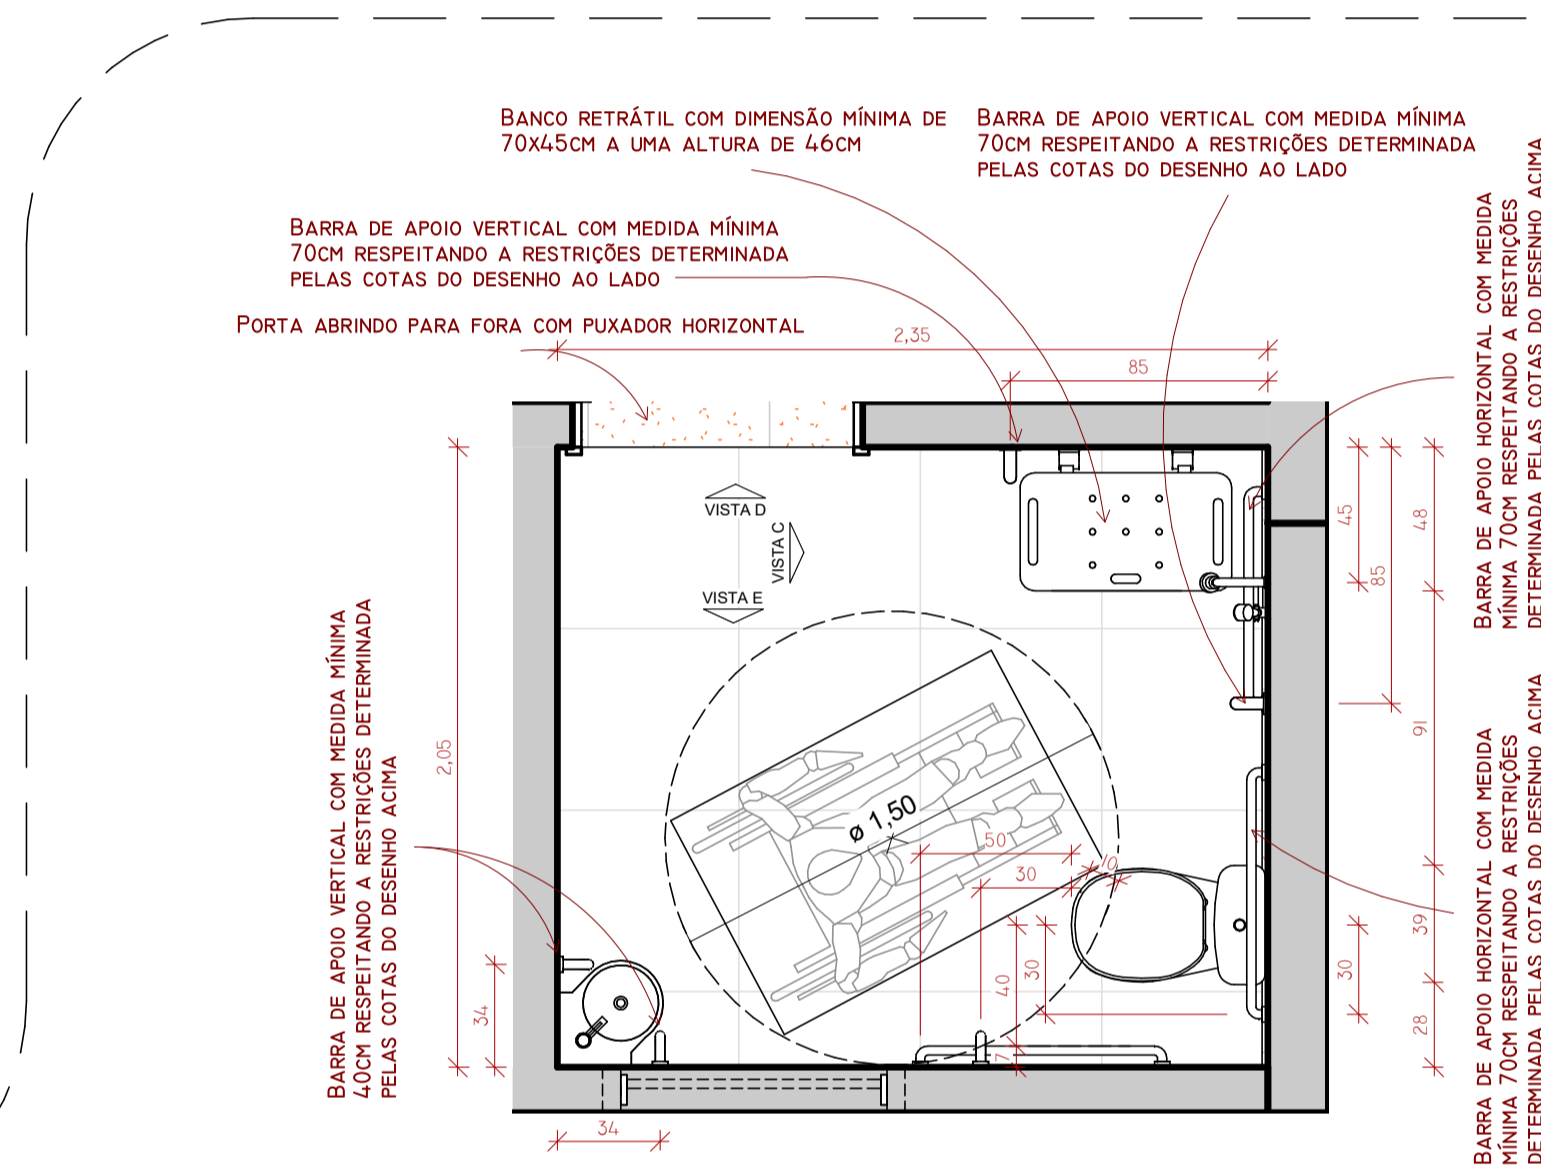 BANCO RETRÁTIL COM DIMENSÃO MÍNIMA DE
70X45CM A UMA ALTURA DE 46CM
BARRA DE APOIO VERTICAL COM MEDIDA MÍNIMA
70CM RESPEITANDO A RESTRIÇÕES DETERMINADA
PELAS COTAS DO DESENHO AO LADO
BARRA DE APOIO VERTICAL COM MEDIDA MÍNIMA
70CM RESPEITANDO A RESTRIÇÕES DETERMINADA
PELAS COTAS DO DESENHO AO LADO
PORTA ABRINDO PARA FORA COM PUXADOR HORIZONTAL
2,35
85
BARRA DE APOIO HORIZONTAL COM MEDIDA
MÍNIMA 70CM RESPEITANDO A RESTRIÇÕES
DETERMINADA PELAS COTAS DO DESENHO ACIMA
VISTA D
VISTA C
VISTA E
45
48
85
91
2,05
BARRA DE APOIO VERTICAL COM MEDIDA MÍNIMA
40CM RESPEITANDO A RESTRIÇÕES DETERMINADA
PELAS COTAS DO DESENHO ACIMA
ø 1,50
50
30
10
40
30
30
39
28
7
34
34
BARRA DE APOIO HORIZONTAL COM MEDIDA
MÍNIMA 70CM RESPEITANDO A RESTRIÇÕES
DETERMINADA PELAS COTAS DO DESENHO ACIMA